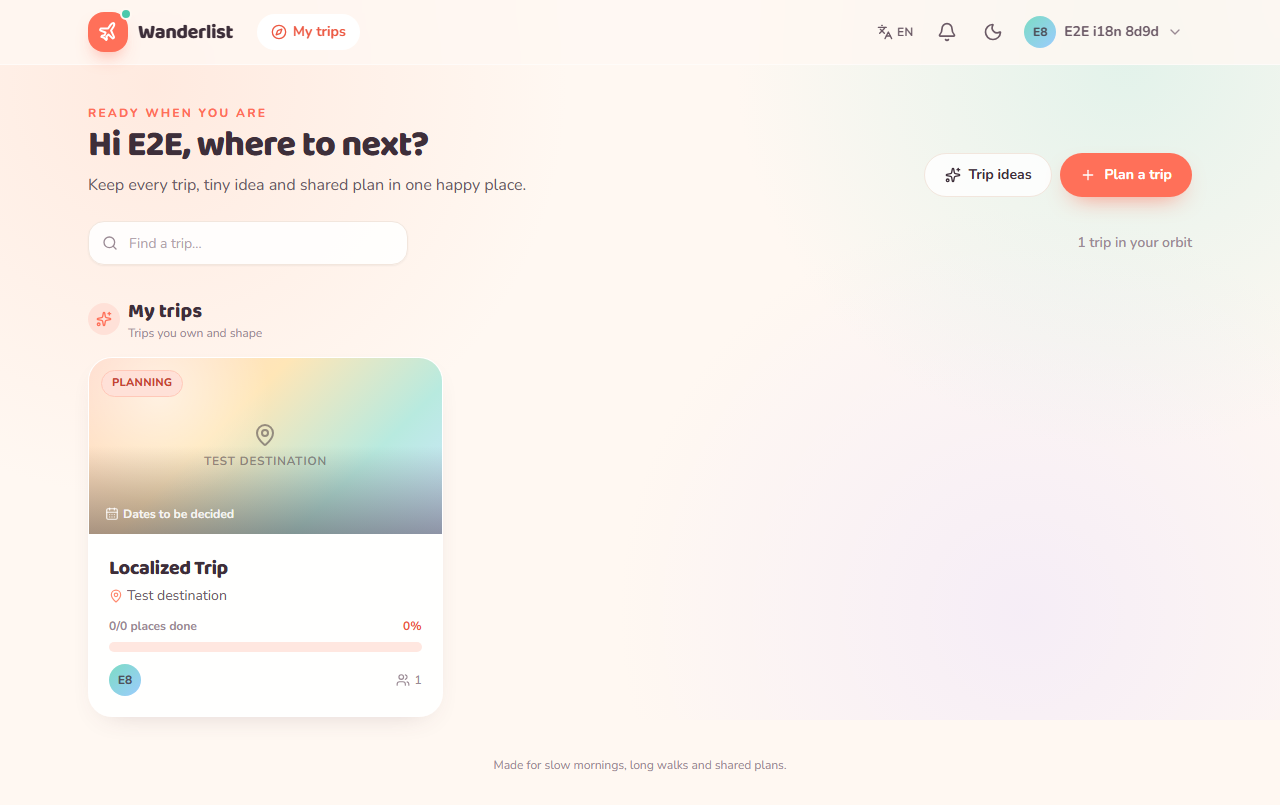 Wanderlist
My trips
EN
E8
E2E i18n 8d9d
READY WHEN YOU ARE
Hi E2E, where to next?
Keep every trip, tiny idea and shared plan in one happy place.
Trip ideas
Plan a trip
Find a trip...
1 trip in your orbit
My trips
Trips you own and shape
PLANNING
TEST DESTINATION
Dates to be decided
Localized Trip
Test destination
0/0 places done
0%
E8
1
Made for slow mornings, long walks and shared plans.